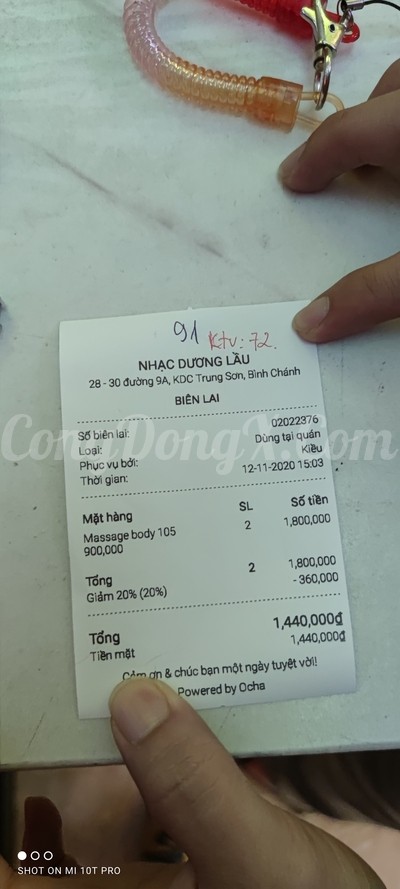 91 Ktv: 72.
NHẠC DƯƠNG LẦU
28 - 30 đường 9A, KDC Trung Sơn, Bình Chánh
BIÊN LAI
Số biên lai: 02022376
Loại: Dùng tại quán
Phục vụ bởi: Kiều
Thời gian: 12-11-2020 15:03
CongDongX.Com
Mặt hàng SL Số tiền
Massage body 105 2 1,800,000
900,000
Tổng 2 1,800,000
Giảm 20% (20%) - 360,000
Tổng 1,440,000₫
Tiền mặt 1,440,000₫
Cảm ơn & chúc bạn một ngày tuyệt vời!
Powered by Ocha
SHOT ON MI 10T PRO